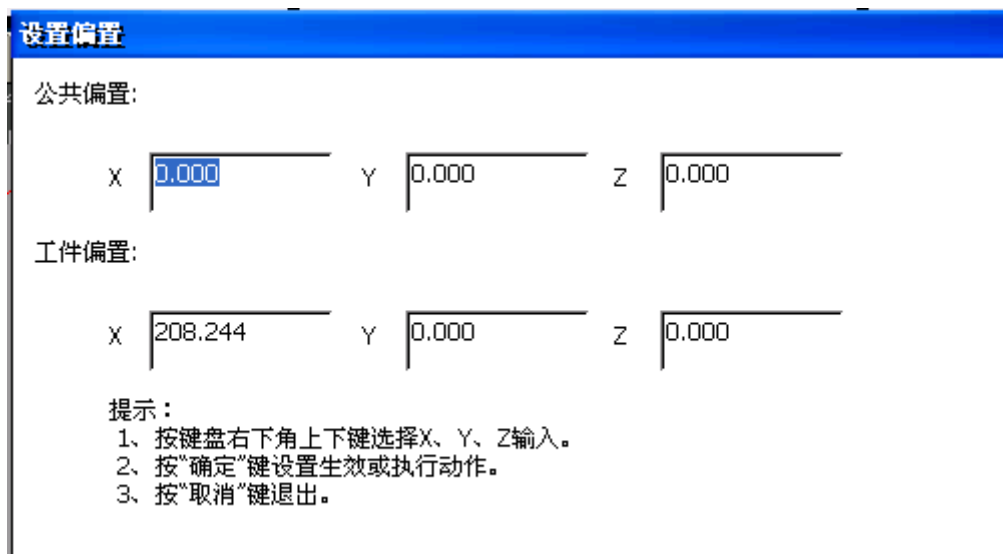 设置偏置
公共偏置:
X 0.000 Y 0.000 Z 0.000
工件偏置:
X 208.244 Y 0.000 Z 0.000
提示：
1、按键盘右下角上下键选择X、Y、Z输入。
2、按"确定"键设置生效或执行动作。
3、按"取消"键退出。